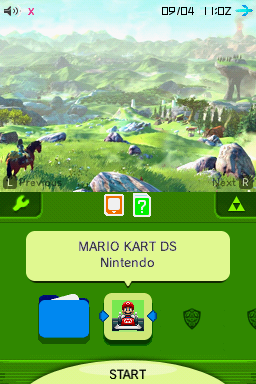 x 09/04 11:02
L Previous Next R
?
MARIO KART DS
Nintendo
START